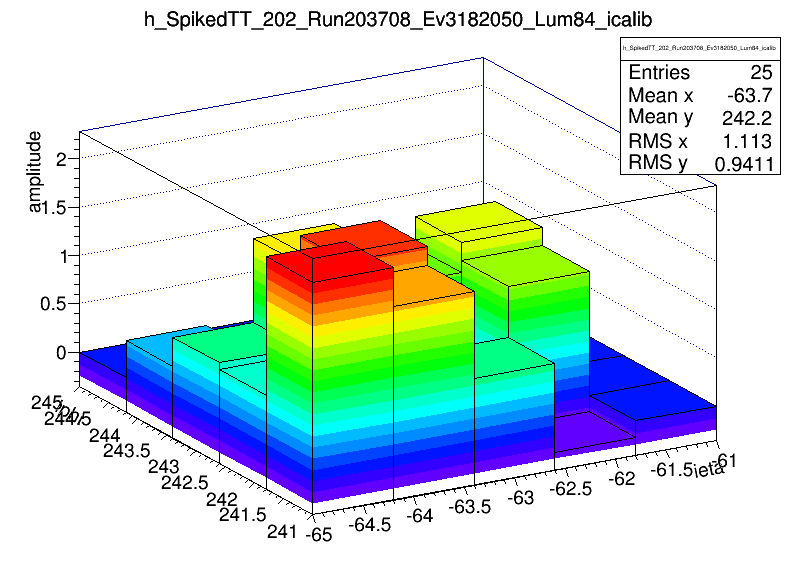 h_SpikedTT_202_Run203708_Ev3182050_Lum84_icalib
h_SpikedTT_202_Run203708_Ev3182050_Lum84_icalib
Entries 25
Mean x -63.7
Mean y 242.2
RMS x 1.113
RMS y 0.9411
amplitude
2
1.5
1
0.5
0
245
244.5
244
243.5
243
242.5
242
241.5
241
-65
-64.5
-64
-63.5
-63
-62.5
-62
-61.5
-61
ieta